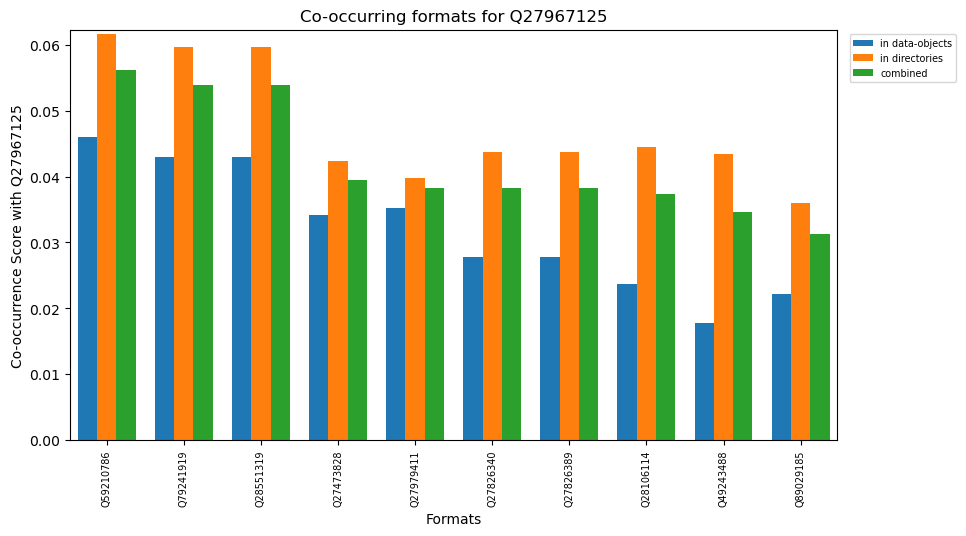 Co-occurring formats for Q27967125
in data-objects
in directories
combined
Co-occurrence Score with Q27967125
0.06
0.05
0.04
0.03
0.02
0.01
0.00
Q59210786
Q79241919
Q28551319
Q27473828
Q27979411
Q27826340
Q27826389
Q28106114
Q49243488
Q89029185
Formats